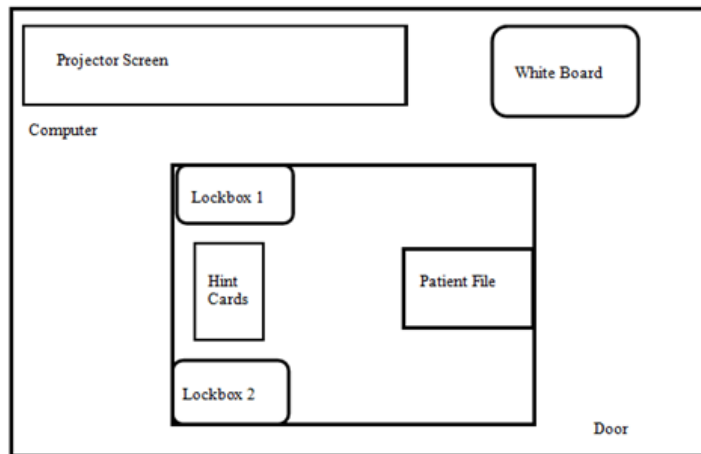 Projector Screen
White Board
Computer
Lockbox 1
Hint
Cards
Patient File
Lockbox 2
Door